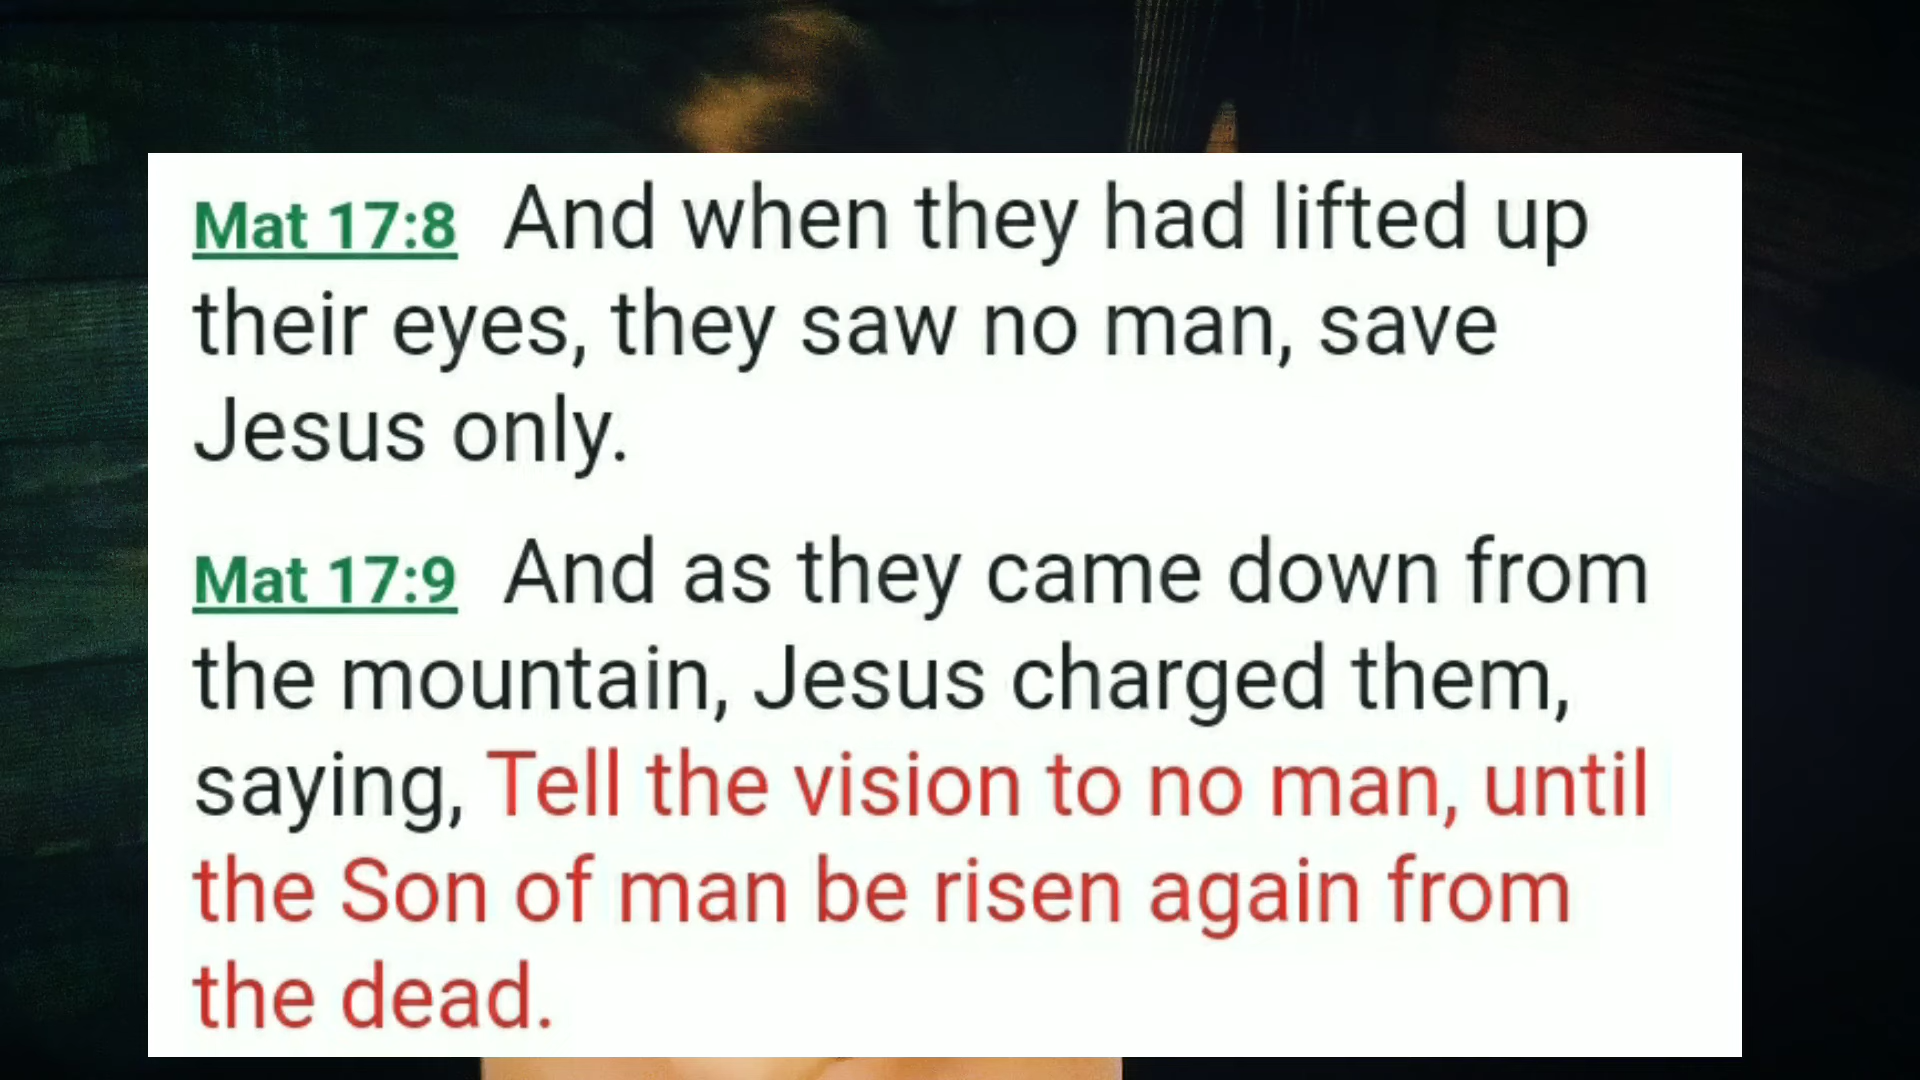 Mat 17:8 And when they had lifted up
their eyes, they saw no man, save
Jesus only.
Mat 17:9 And as they came down from
the mountain, Jesus charged them,
saying, Tell the vision to no man, until
the Son of man be risen again from
the dead.